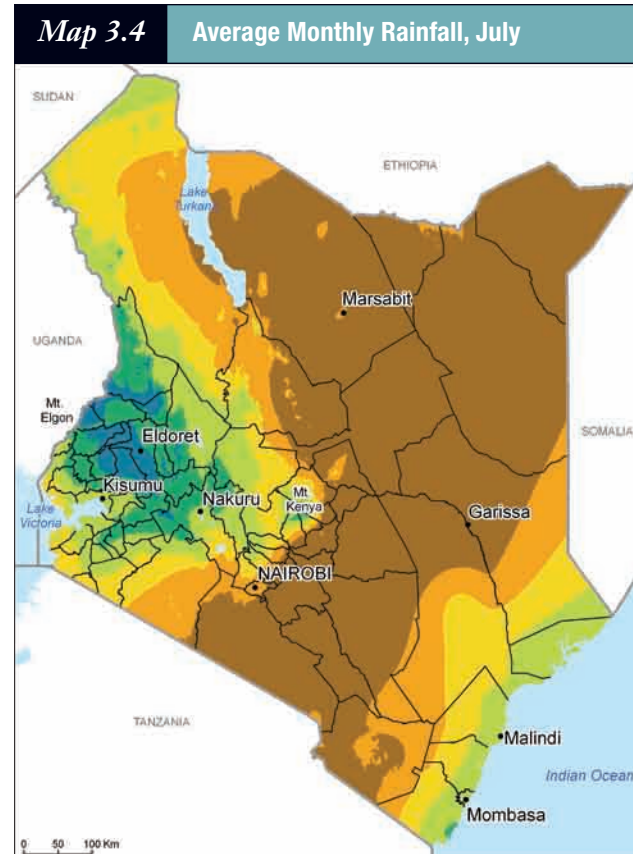 Map 3.4
Average Monthly Rainfall, July
SUDAN
ETHIOPIA
Lake
Turkan
Marsabit
UGANDA
Mt.
Elgon
Eldoret
SOMALIA
Kisumu
Nakuru
Mt.
Kenya
Lake
Victoria
Garissa
NAIROBI
TANZANIA
Malindi
Indian Ocean
Mombasa
0 50 100 Km